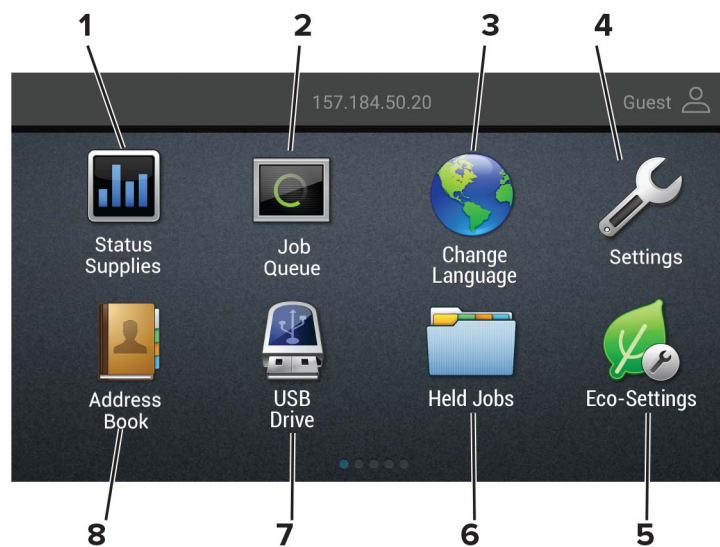 1 2 3 4
157.184.50.20 Guest
Status
Supplies
Job
Queue
Change
Language
Settings
Address
Book
USB
Drive
Held Jobs
Eco-Settings
8 7 6 5